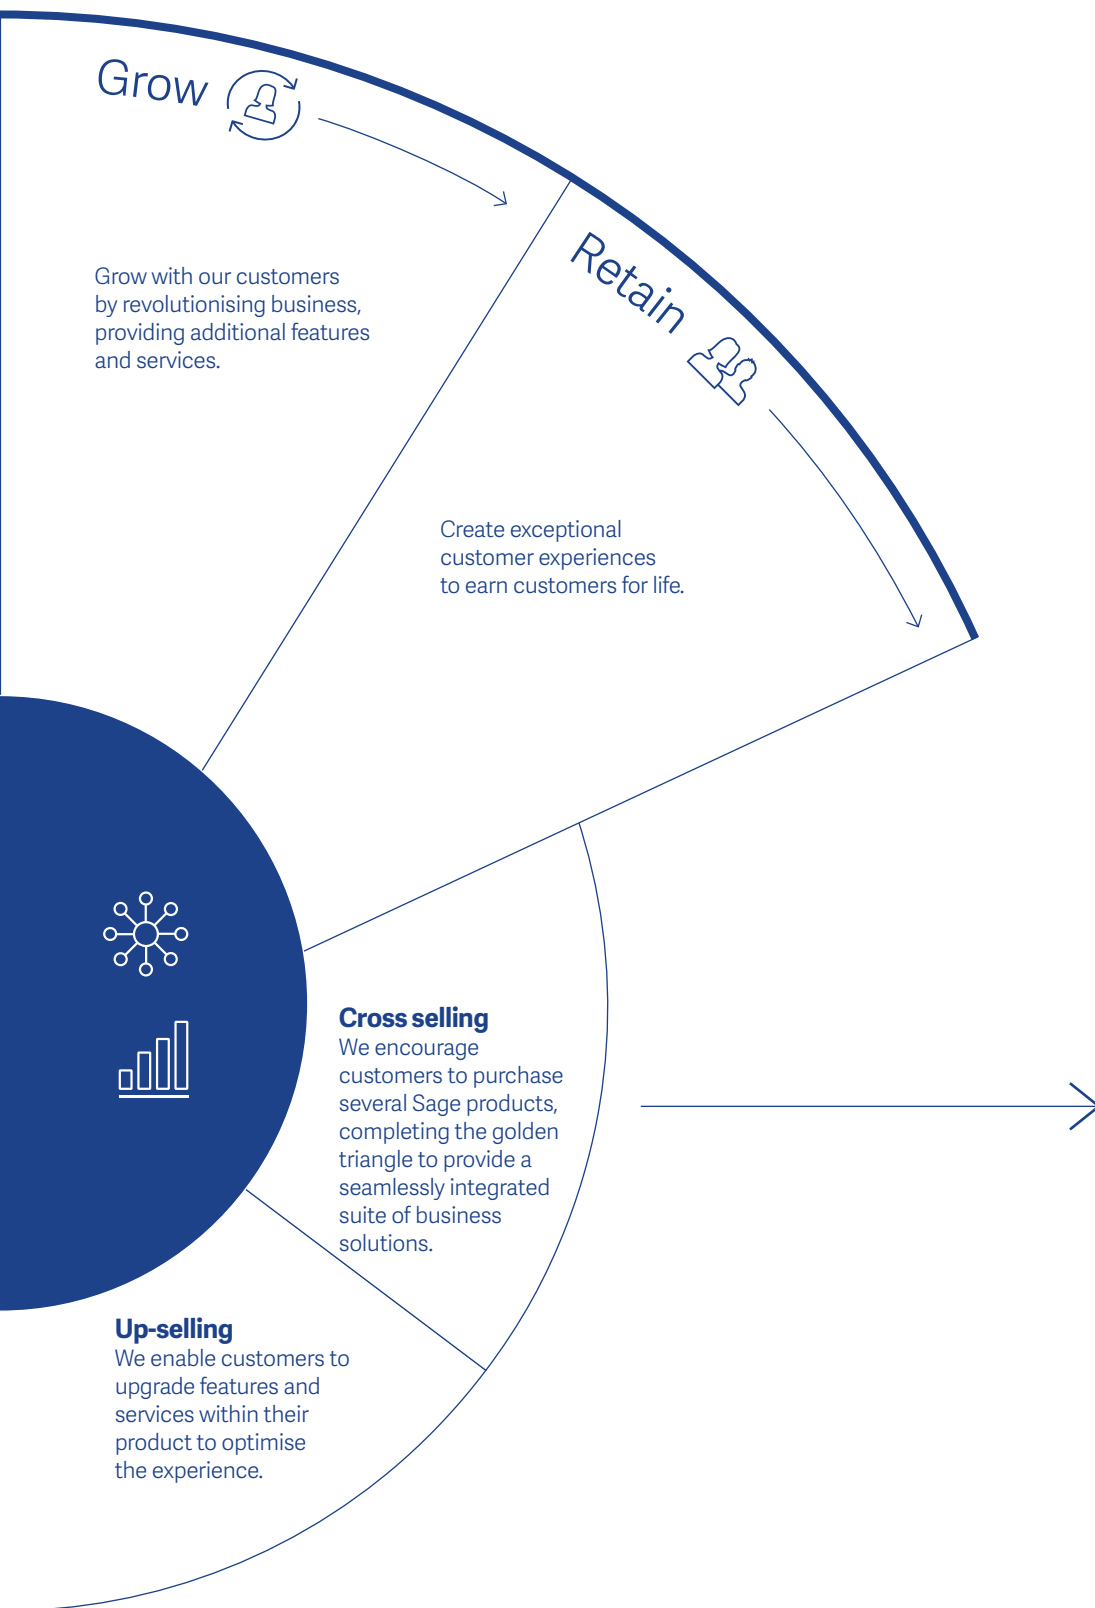 Grow
Grow with our customers
by revolutionising business,
providing additional features
and services.
Retain
Create exceptional
customer experiences
to earn customers for life.
Cross selling
We encourage
customers to purchase
several Sage products,
completing the golden
triangle to provide a
seamlessly integrated
suite of business
solutions.
Up-selling
We enable customers to
upgrade features and
services within their
product to optimise
the experience.